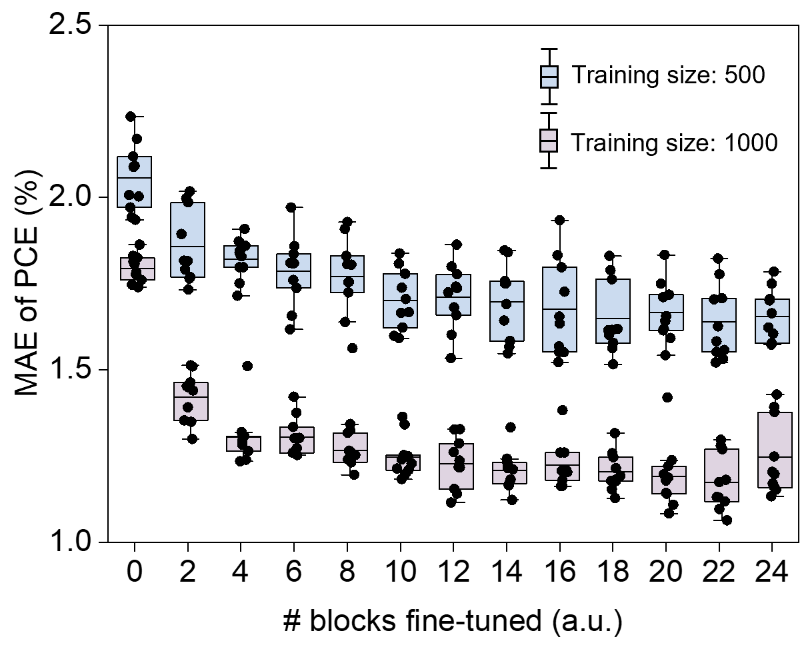 2.5
2.0
1.5
1.0
MAE of PCE (%)
Training size: 500
Training size: 1000
0 2 4 6 8 10 12 14 16 18 20 22 24
# blocks fine-tuned (a.u.)